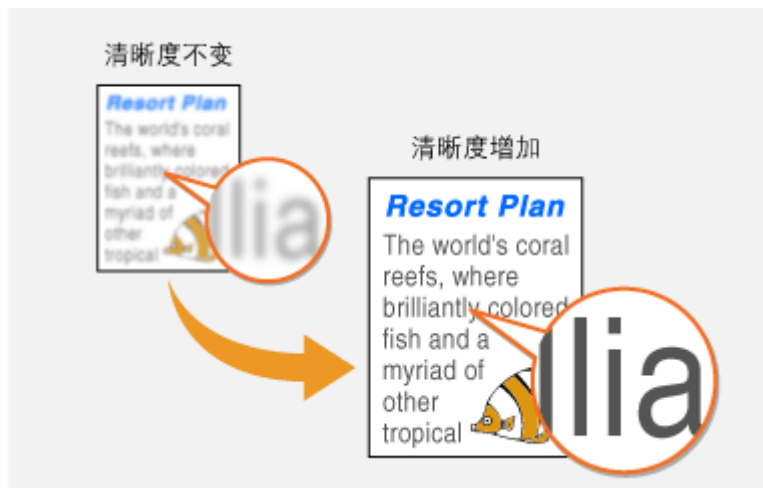 清晰度不变
Resort Plan
The world's coral
reefs, where
brilliantly colored
fish and a
myriad of
other
tropical
llia
清晰度增加
Resort Plan
The world's coral
reefs, where
brilliantly colored
fish and a
myriad of
other
tropical
llia